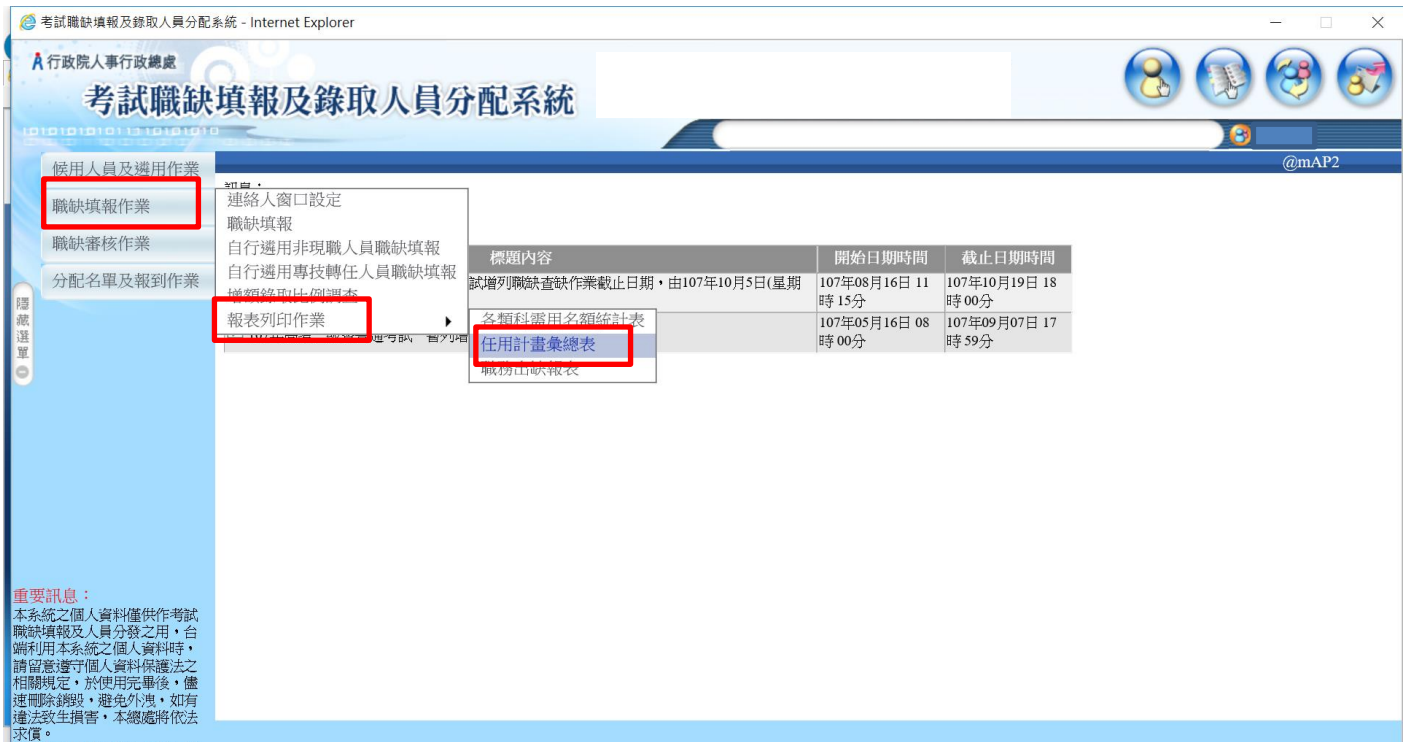 考試職缺填報及錄取人員分配系統 - Internet Explorer
行政院人事行政總處
考試職缺填報及錄取人員分配系統
@mAP2
候用人員及遴用作業
職缺填報作業
職缺審核作業
分配名單及報到作業
隱藏選單
訊息：
連絡人窗口設定
職缺填報
自行遴用非現職人員職缺填報
自行遴用專技轉任人員職缺填報
增額錄取比例調查
報表列印作業
各類科需用名額統計表
任用計畫彙總表
職務出缺報表
標題內容 開始日期時間 截止日期時間
試增列職缺查缺作業截止日期，由107年10月5日(星期 107年08月16日 11 107年10月19日 18
時 15分 時 00分
107年05月16日 08 107年09月07日 17
時 00分 時 59分
重要訊息：
本系統之個人資料僅供作考試
職缺填報及人員分發之用，台
端利用本系統之個人資料時，
請留意遵守個人資料保護法之
相關規定，於使用完畢後，儘
速刪除銷毀，避免外洩，如有
違法致生損害，本總處將依法
求償。